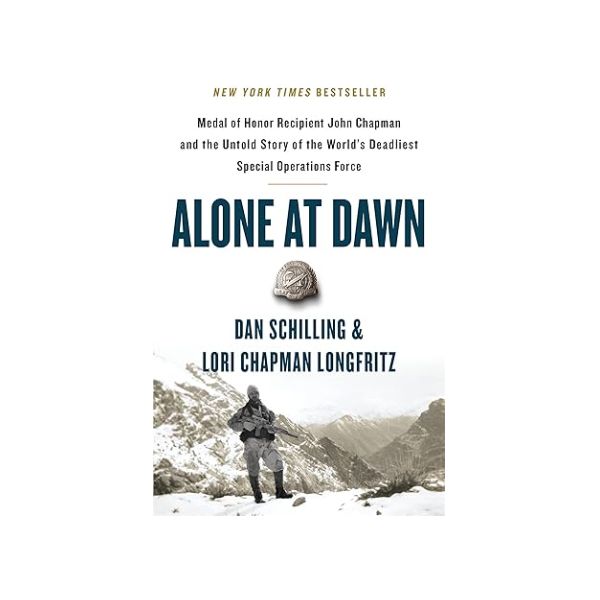 NEW YORK TIMES BESTSELLER
Medal of Honor Recipient John Chapman
and the Untold Story of the World's Deadliest
Special Operations Force
ALONE AT DAWN
DAN SCHILLING &
LORI CHAPMAN LONGFRITZ